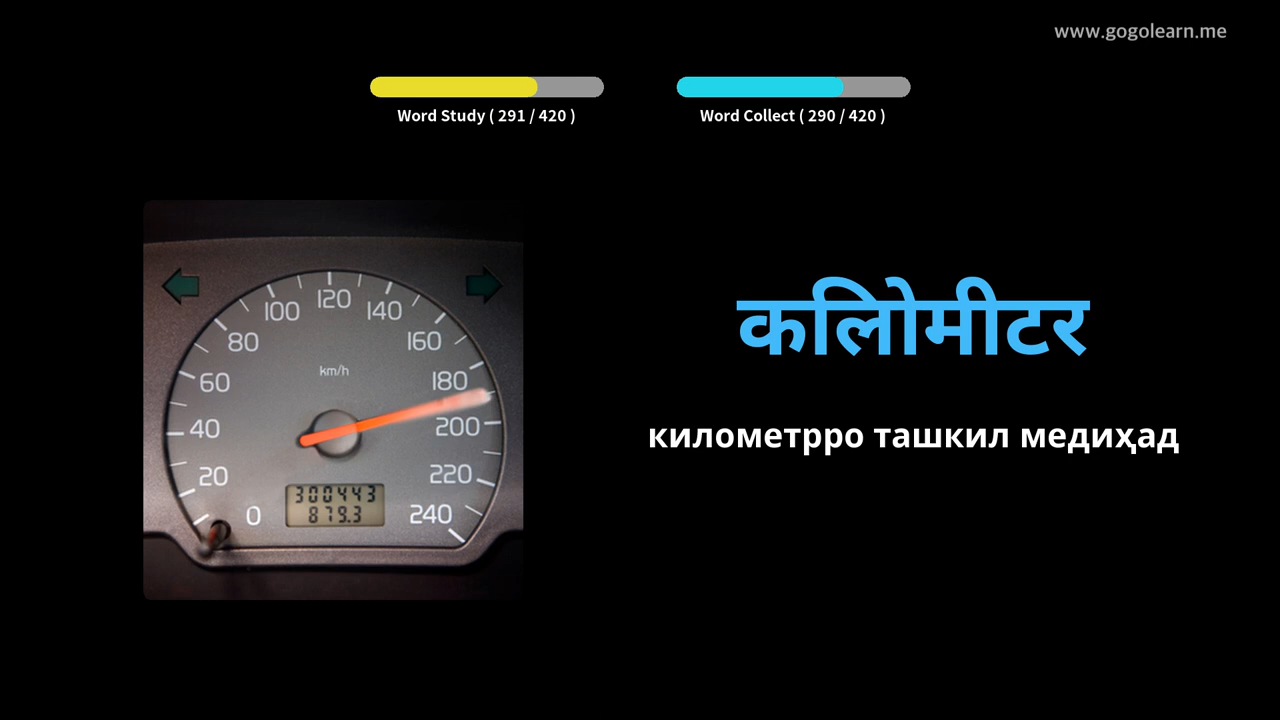 www.gogolearn.me
Word Study ( 291 / 420 )
Word Collect ( 290 / 420 )
किलोमीटर
километрро ташкил медиҳад
120
100
140
80
160
km/h
60
180
40
200
20
220
300443
0
240
879.3